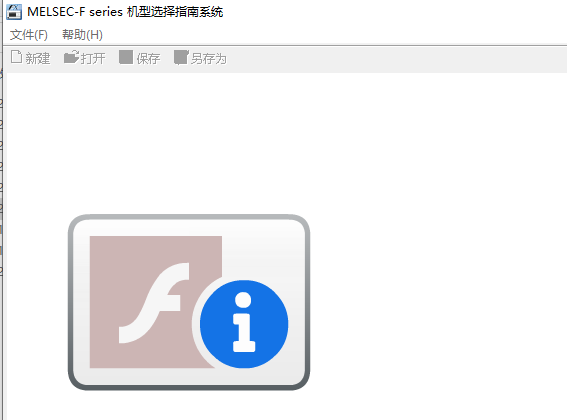 MELSEC-F series 机型选择指南系统
文件(F) 帮助(H)
新建 打开 保存 另存为